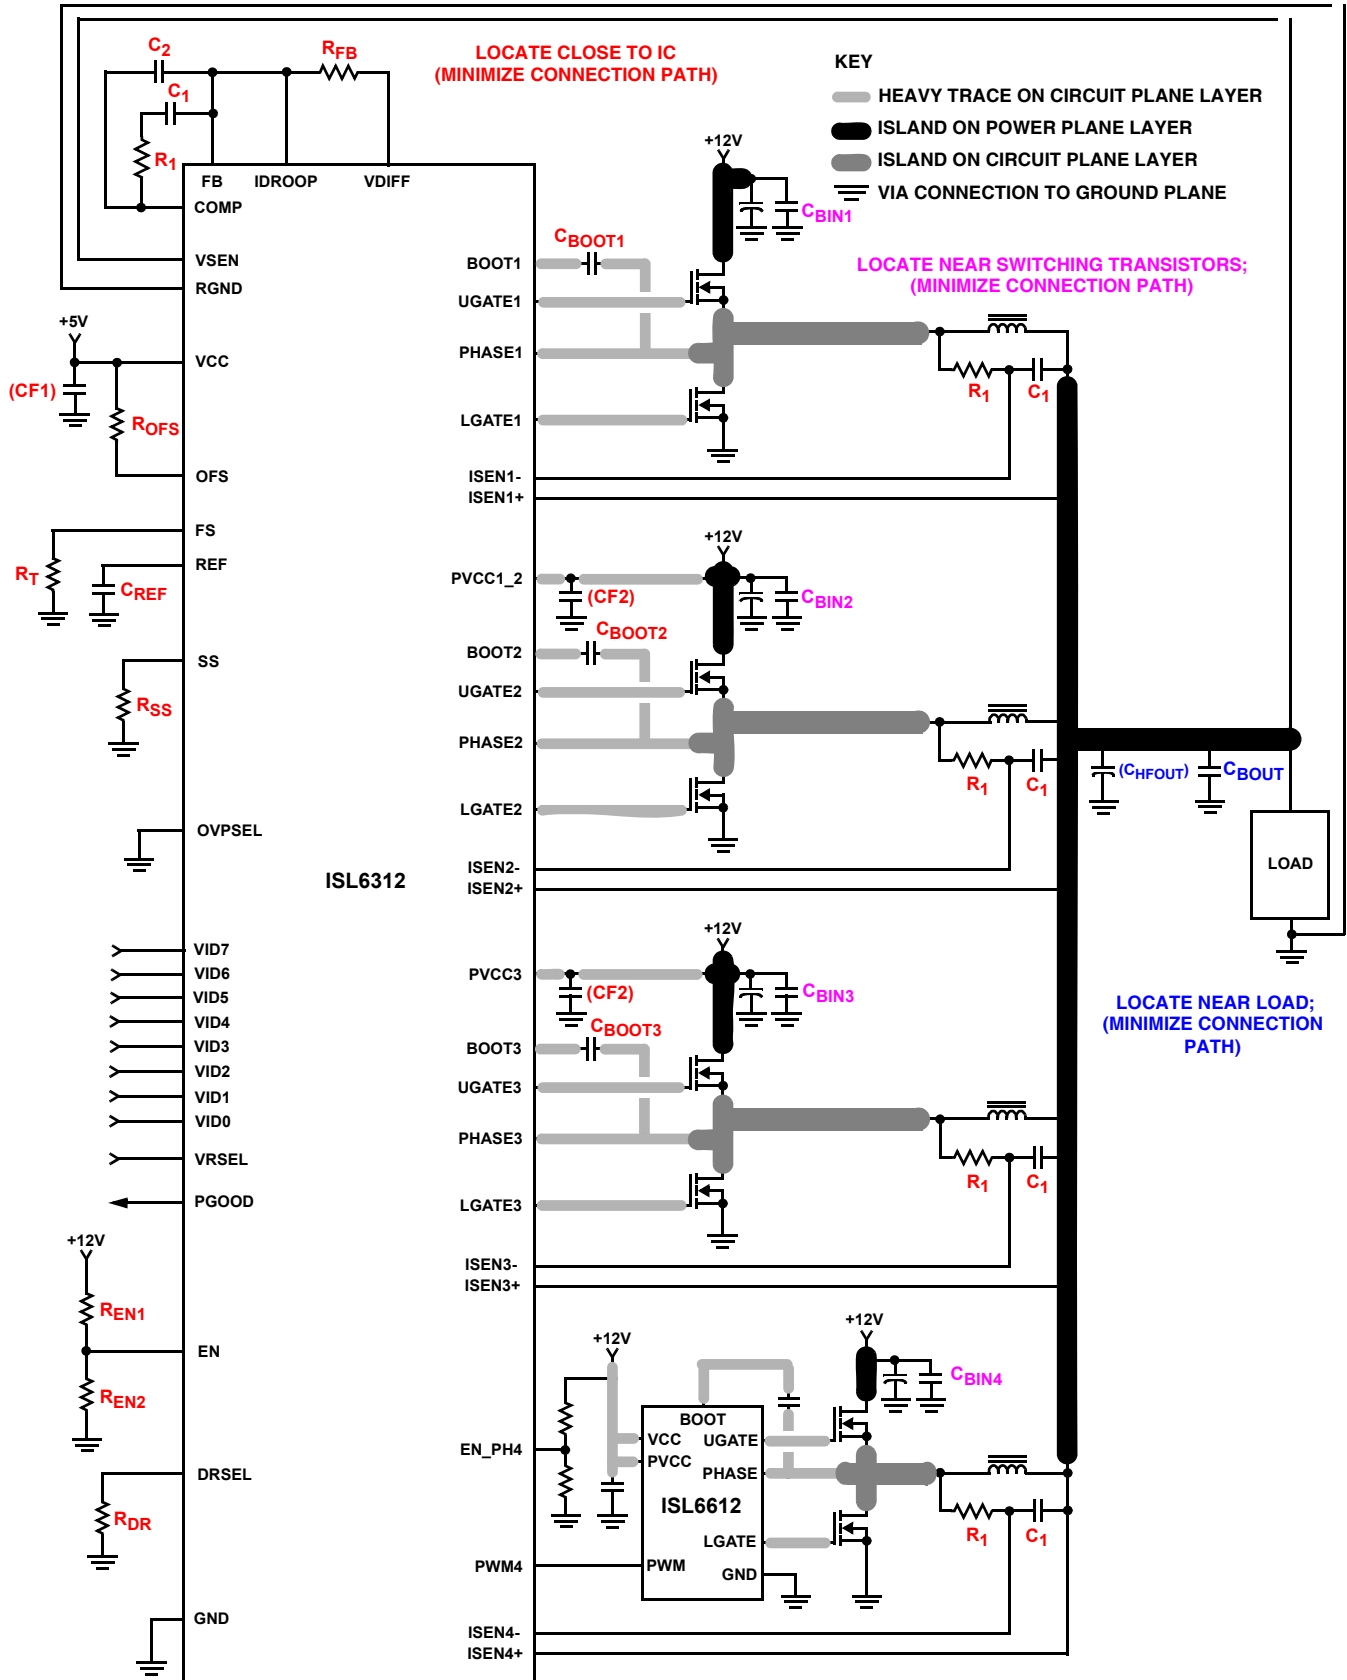 C2
RFB
C1
R1
LOCATE CLOSE TO IC
(MINIMIZE CONNECTION PATH)
KEY
HEAVY TRACE ON CIRCUIT PLANE LAYER
ISLAND ON POWER PLANE LAYER
ISLAND ON CIRCUIT PLANE LAYER
VIA CONNECTION TO GROUND PLANE
+12V
CBIN1
FB
IDROOP
VDIFF
COMP
VSEN
RGND
+5V
VCC
(CF1)
ROFS
OFS
FS
RT
REF
CREF
SS
RSS
OVPSEL
ISL6312
VID7
VID6
VID5
VID4
VID3
VID2
VID1
VID0
VRSEL
PGOOD
+12V
REN1
EN
REN2
DRSEL
RDR
GND
CBOOT1
BOOT1
UGATE1
PHASE1
LGATE1
ISEN1-
ISEN1+
LOCATE NEAR SWITCHING TRANSISTORS;
(MINIMIZE CONNECTION PATH)
R1
C1
+12V
PVCC1_2
(CF2)
CBIN2
CBOOT2
BOOT2
UGATE2
PHASE2
LGATE2
R1
C1
ISEN2-
ISEN2+
(CHFOUT)
CBOUT
LOAD
+12V
PVCC3
(CF2)
CBIN3
CBOOT3
BOOT3
UGATE3
PHASE3
LGATE3
R1
C1
ISEN3-
ISEN3+
LOCATE NEAR LOAD;
(MINIMIZE CONNECTION
PATH)
+12V
+12V
CBIN4
EN_PH4
BOOT
VCC
UGATE
PVCC
PHASE
ISL6612
LGATE
PWM
GND
PWM4
R1
C1
ISEN4-
ISEN4+